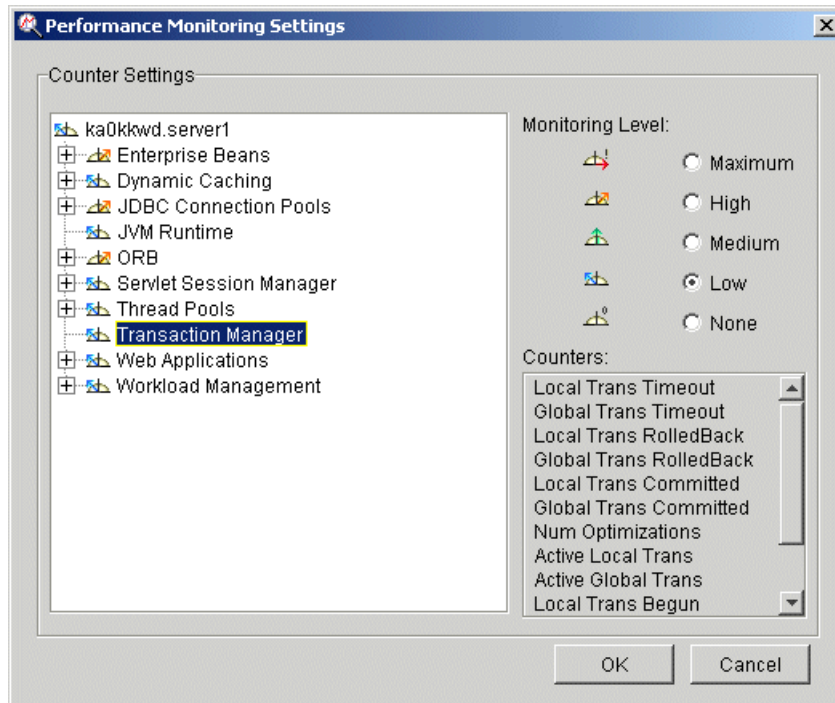 Performance Monitoring Settings
Counter Settings
ka0kkwd.server1
Enterprise Beans
Dynamic Caching
JDBC Connection Pools
JVM Runtime
ORB
Servlet Session Manager
Thread Pools
Transaction Manager
Web Applications
Workload Management
Monitoring Level:
Maximum
High
Medium
Low
None
Counters:
Local Trans Timeout
Global Trans Timeout
Local Trans RolledBack
Global Trans RolledBack
Local Trans Committed
Global Trans Committed
Num Optimizations
Active Local Trans
Active Global Trans
Local Trans Begun
OK
Cancel